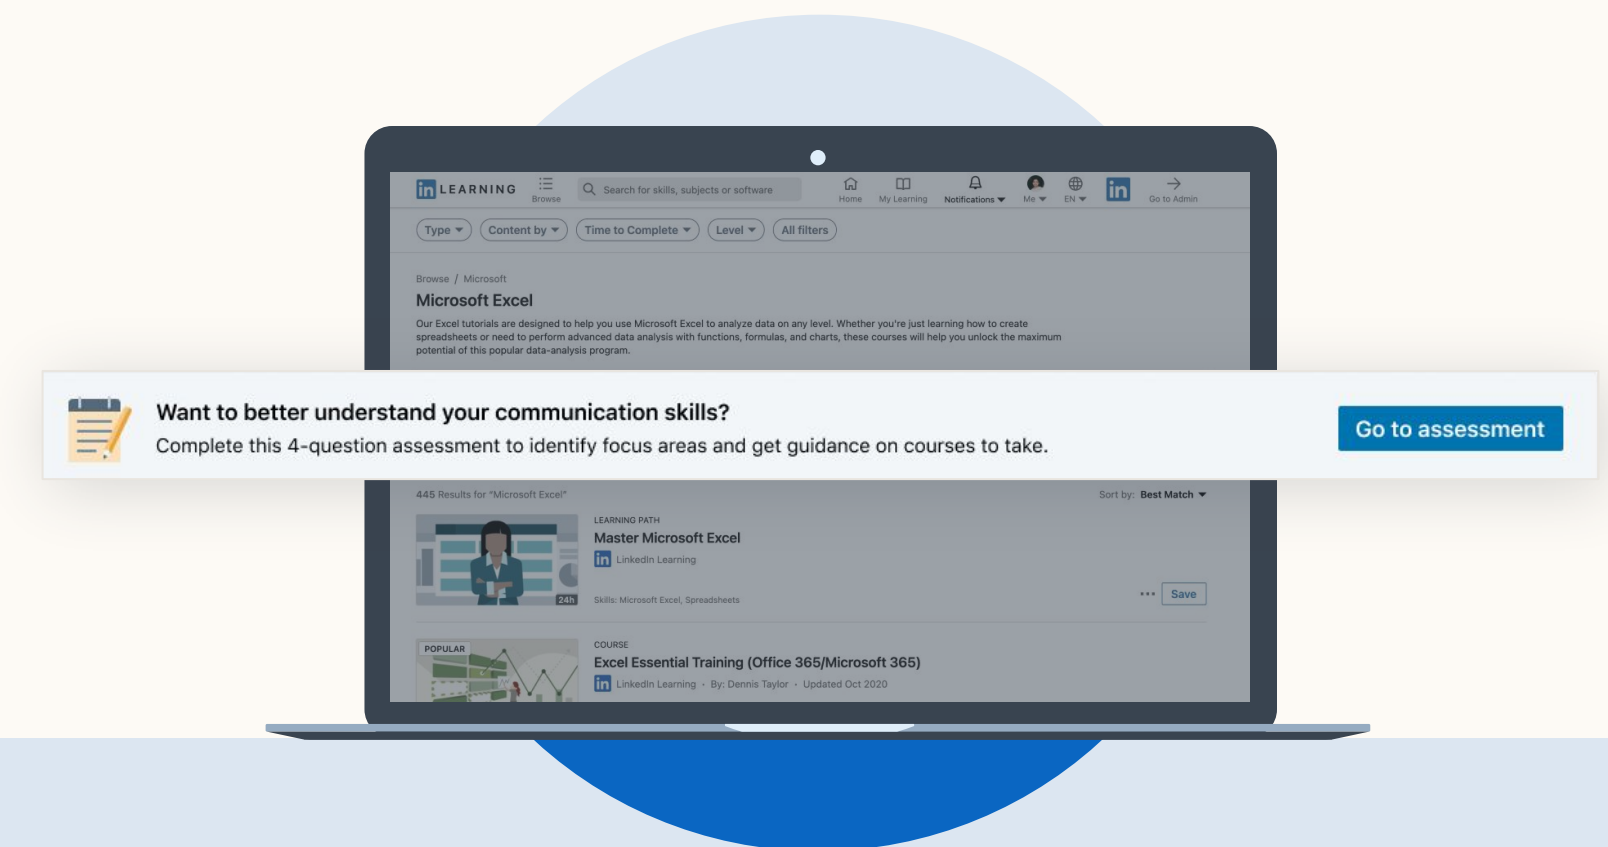 in LEARNING
Browse
Search for skills, subjects or software
Home
My Learning
Notifications
Me
EN
in
Go to Admin
Type
Content by
Time to Complete
Level
All filters
Browse / Microsoft
Microsoft Excel
Our Excel tutorials are designed to help you use Microsoft Excel to analyze data on any level. Whether you're just learning how to create
spreadsheets or need to perform advanced data analysis with functions, formulas, and charts, these courses will help you unlock the maximum
potential of this popular data-analysis program.
Want to better understand your communication skills?
Complete this 4-question assessment to identify focus areas and get guidance on courses to take.
Go to assessment
445 Results for "Microsoft Excel"
Sort by: Best Match
24h
LEARNING PATH
Master Microsoft Excel
in LinkedIn Learning
Skills: Microsoft Excel, Spreadsheets
Save
POPULAR
COURSE
Excel Essential Training (Office 365/Microsoft 365)
in LinkedIn Learning · By: Dennis Taylor · Updated Oct 2020